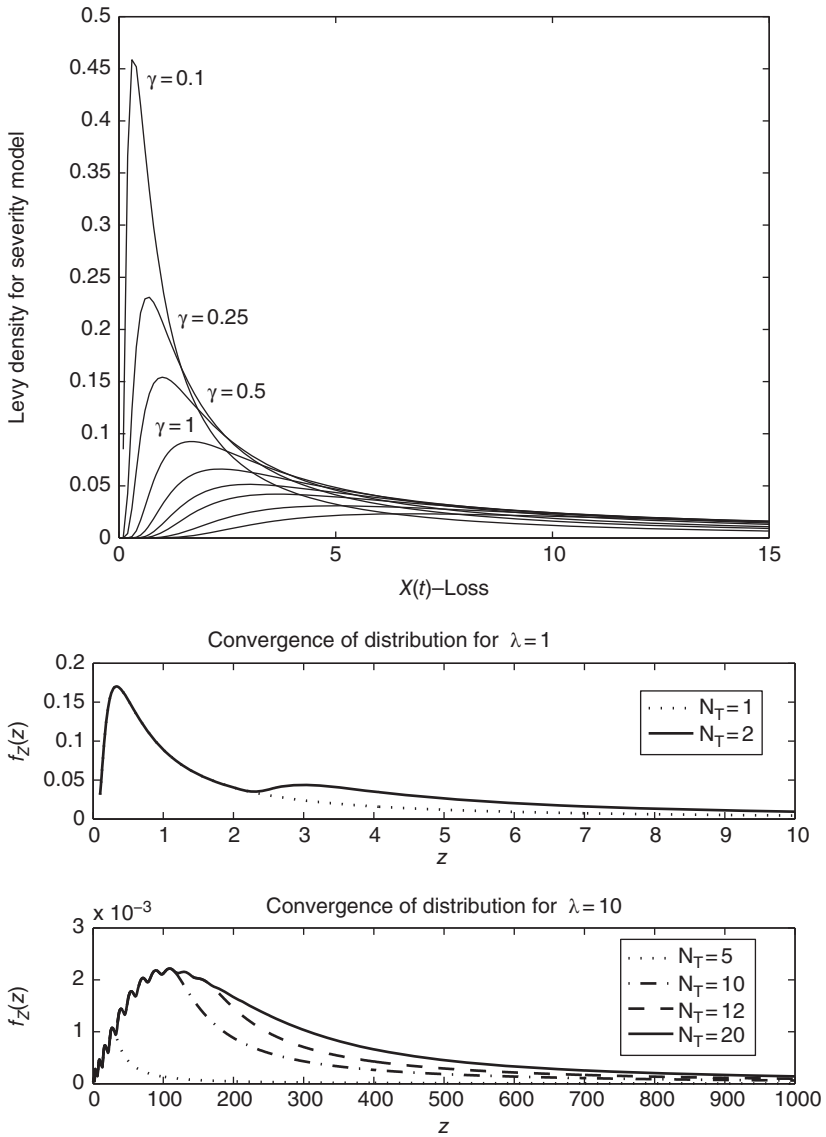 0.5
0.45
0.4
0.35
0.3
0.25
0.2
0.15
0.1
0.05
0
Levy density for severity model
γ = 0.1
γ = 0.25
γ = 0.5
γ = 1
0 5 10 15
X(t)–Loss
Convergence of distribution for λ = 1
0.2
0.15
0.1
0.05
0
f_Z(z)
N_T = 1
N_T = 2
0 1 2 3 4 5 6 7 8 9 10
z
x 10^−3
Convergence of distribution for λ = 10
3
2
1
0
f_Z(z)
N_T = 5
N_T = 10
N_T = 12
N_T = 20
0 100 200 300 400 500 600 700 800 900 1000
z